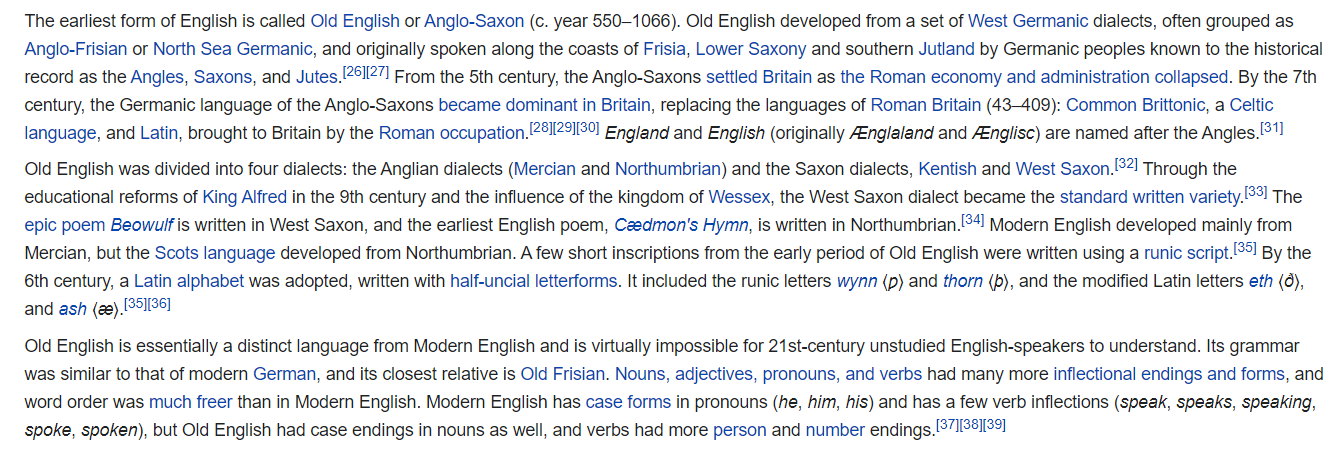 The earliest form of English is called Old English or Anglo-Saxon (c. year 550–1066). Old English developed from a set of West Germanic dialects, often grouped as
Anglo-Frisian or North Sea Germanic, and originally spoken along the coasts of Frisia, Lower Saxony and southern Jutland by Germanic peoples known to the historical
record as the Angles, Saxons, and Jutes.[26][27] From the 5th century, the Anglo-Saxons settled Britain as the Roman economy and administration collapsed. By the 7th
century, the Germanic language of the Anglo-Saxons became dominant in Britain, replacing the languages of Roman Britain (43–409): Common Brittonic, a Celtic
language, and Latin, brought to Britain by the Roman occupation.[28][29][30] England and English (originally Ænglaland and Ænglisc) are named after the Angles.[31]
Old English was divided into four dialects: the Anglian dialects (Mercian and Northumbrian) and the Saxon dialects, Kentish and West Saxon.[32] Through the
educational reforms of King Alfred in the 9th century and the influence of the kingdom of Wessex, the West Saxon dialect became the standard written variety.[33] The
epic poem Beowulf is written in West Saxon, and the earliest English poem, Cædmon's Hymn, is written in Northumbrian.[34] Modern English developed mainly from
Mercian, but the Scots language developed from Northumbrian. A few short inscriptions from the early period of Old English were written using a runic script.[35] By the
6th century, a Latin alphabet was adopted, written with half-uncial letterforms. It included the runic letters wynn ⟨ƿ⟩ and thorn ⟨þ⟩, and the modified Latin letters eth ⟨ð⟩,
and ash ⟨æ⟩.[35][36]
Old English is essentially a distinct language from Modern English and is virtually impossible for 21st-century unstudied English-speakers to understand. Its grammar
was similar to that of modern German, and its closest relative is Old Frisian. Nouns, adjectives, pronouns, and verbs had many more inflectional endings and forms, and
word order was much freer than in Modern English. Modern English has case forms in pronouns (he, him, his) and has a few verb inflections (speak, speaks, speaking,
spoke, spoken), but Old English had case endings in nouns as well, and verbs had more person and number endings.[37][38][39]